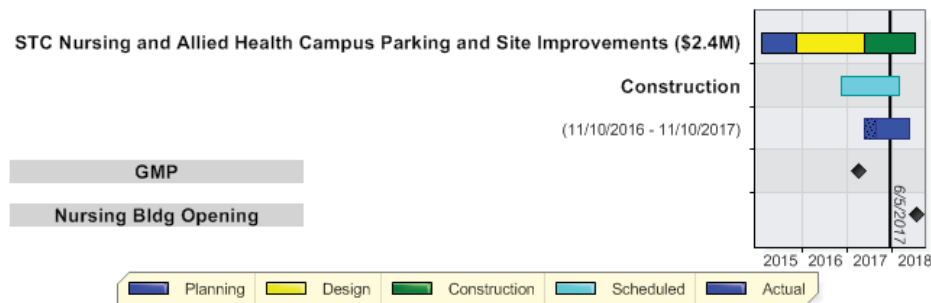 STC Nursing and Allied Health Campus Parking and Site Improvements ($2.4M)
Construction
(11/10/2016 - 11/10/2017)
GMP
Nursing Bldg Opening
6/5/2017
2015 2016 2017 2018
Planning Design Construction Scheduled Actual